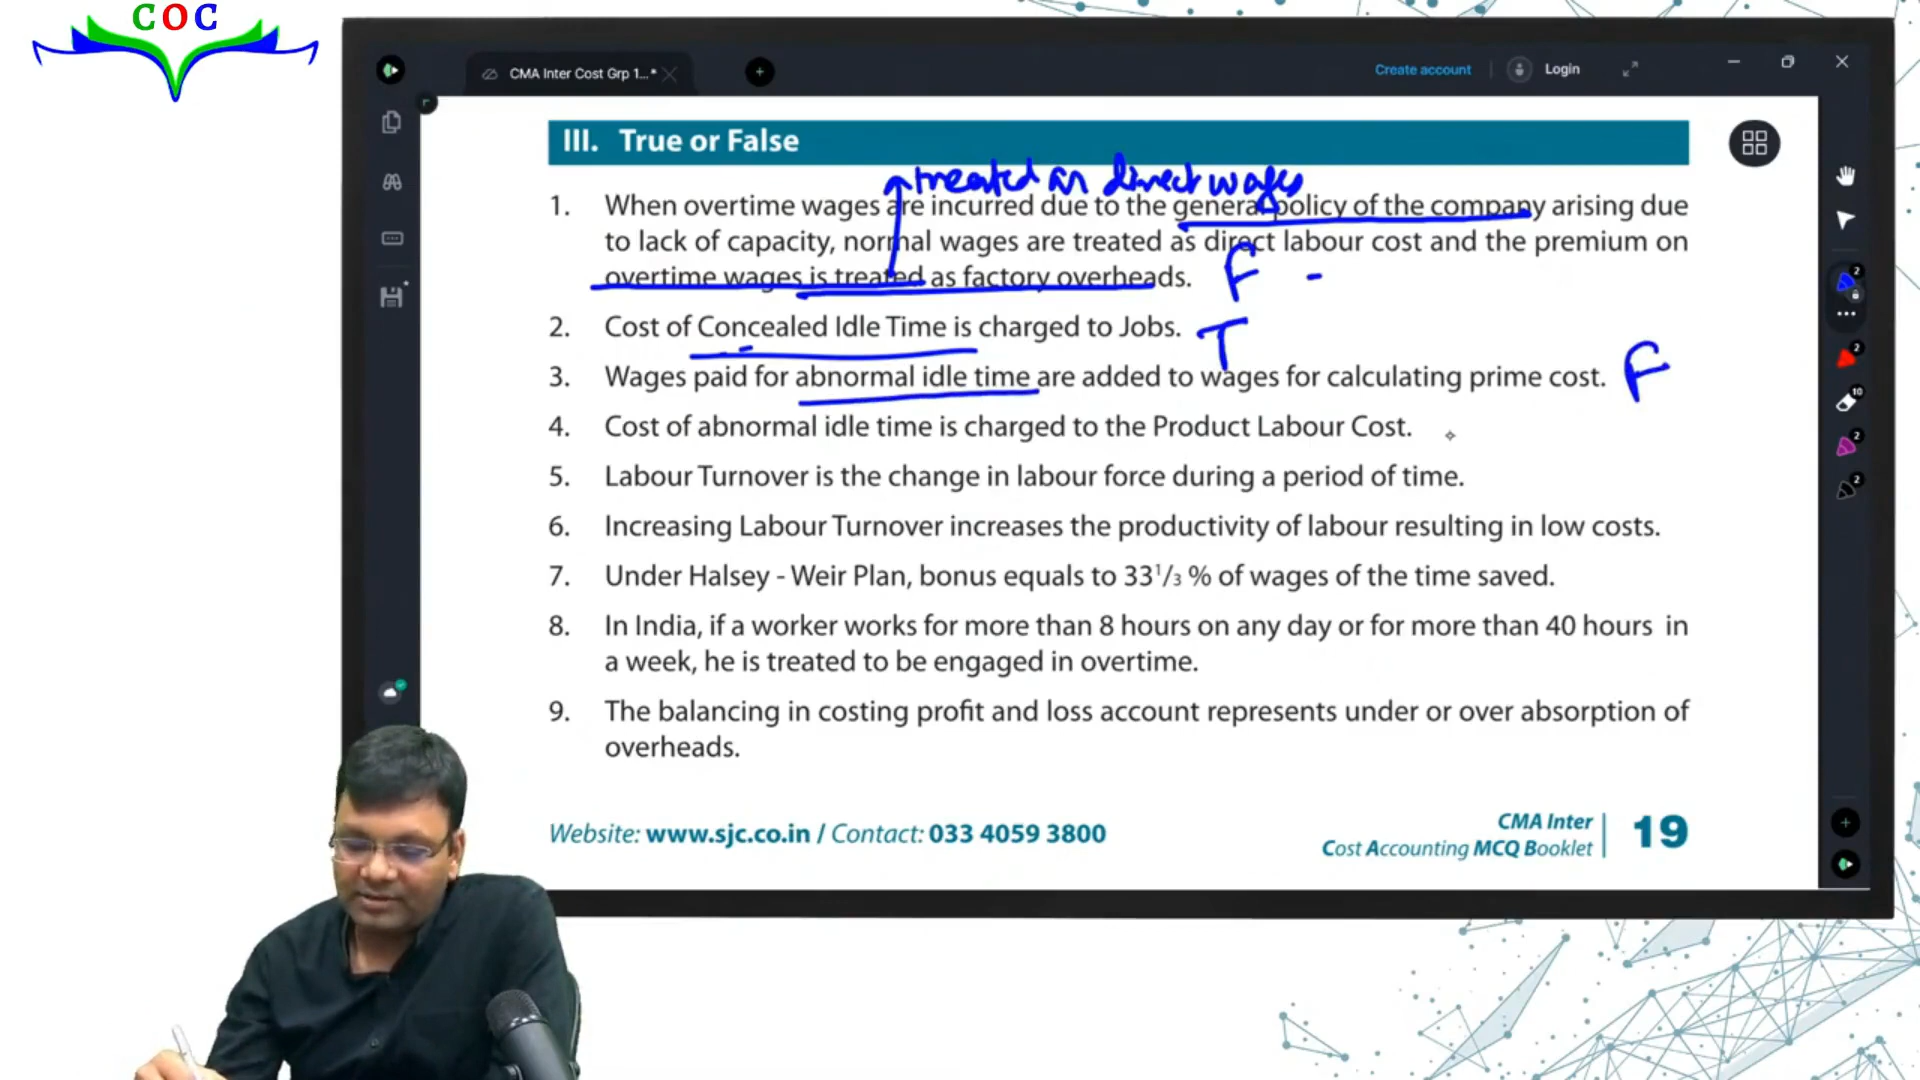 COC
CMA Inter Cost Grp 1...*
Create account
Login
III. True or False
treated as direct wages
1. When overtime wages are incurred due to the general policy of the company arising due
to lack of capacity, normal wages are treated as direct labour cost and the premium on
overtime wages is treated as factory overheads. F -
2. Cost of Concealed Idle Time is charged to Jobs. T
3. Wages paid for abnormal idle time are added to wages for calculating prime cost. F
4. Cost of abnormal idle time is charged to the Product Labour Cost.
5. Labour Turnover is the change in labour force during a period of time.
6. Increasing Labour Turnover increases the productivity of labour resulting in low costs.
7. Under Halsey - Weir Plan, bonus equals to 33¹/₃ % of wages of the time saved.
8. In India, if a worker works for more than 8 hours on any day or for more than 40 hours in
a week, he is treated to be engaged in overtime.
9. The balancing in costing profit and loss account represents under or over absorption of
overheads.
Website: www.sjc.co.in / Contact: 033 4059 3800
CMA Inter
Cost Accounting MCQ Booklet
19
2
2
10
2
2